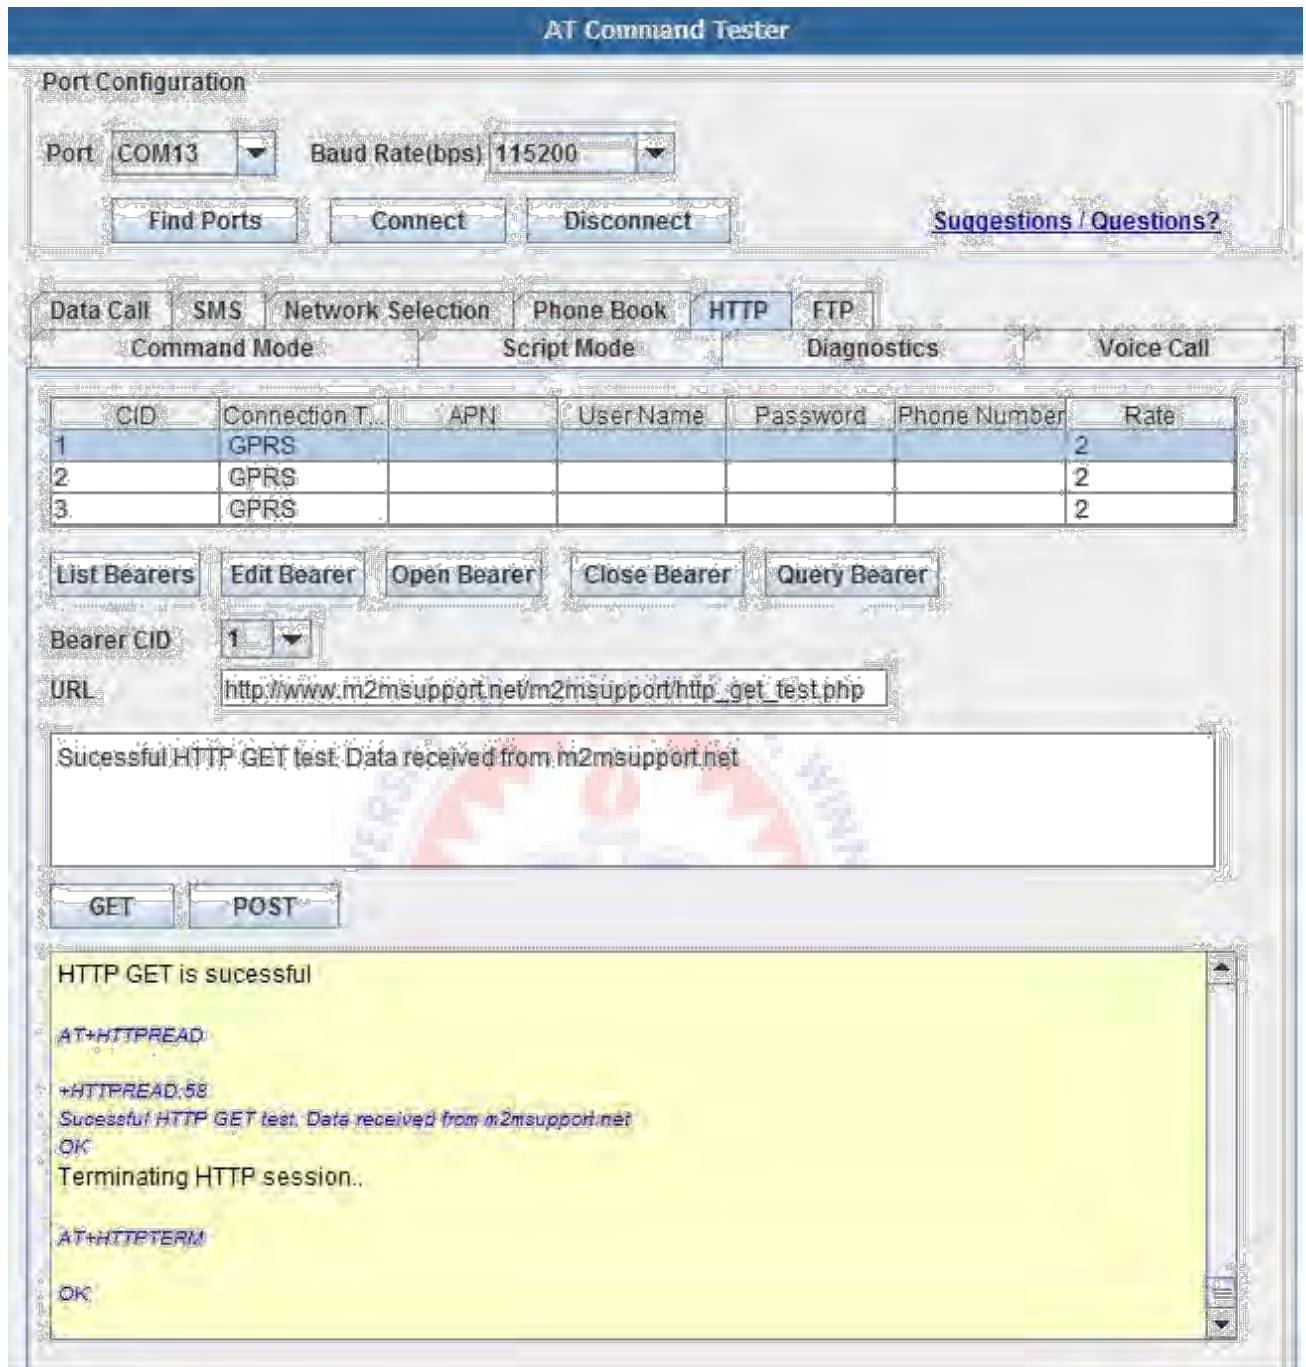 AT Command Tester
Port Configuration
Port COM13 Baud Rate(bps) 115200
Find Ports Connect Disconnect Suggestions / Questions?
Data Call SMS Network Selection Phone Book HTTP FTP
Command Mode Script Mode Diagnostics Voice Call
CID Connection T... APN User Name Password Phone Number Rate
1 GPRS 2
2 GPRS 2
3 GPRS 2
List Bearers Edit Bearer Open Bearer Close Bearer Query Bearer
Bearer CID 1
URL http://www.m2msupport.net/m2msupport/http_get_test.php
Sucessful HTTP GET test. Data received from m2msupport.net
GET POST
HTTP GET is sucessful
AT+HTTPREAD
+HTTPREAD:58
Sucessful HTTP GET test. Data received from m2msupport.net
OK
Terminating HTTP session..
AT+HTTPTERM
OK